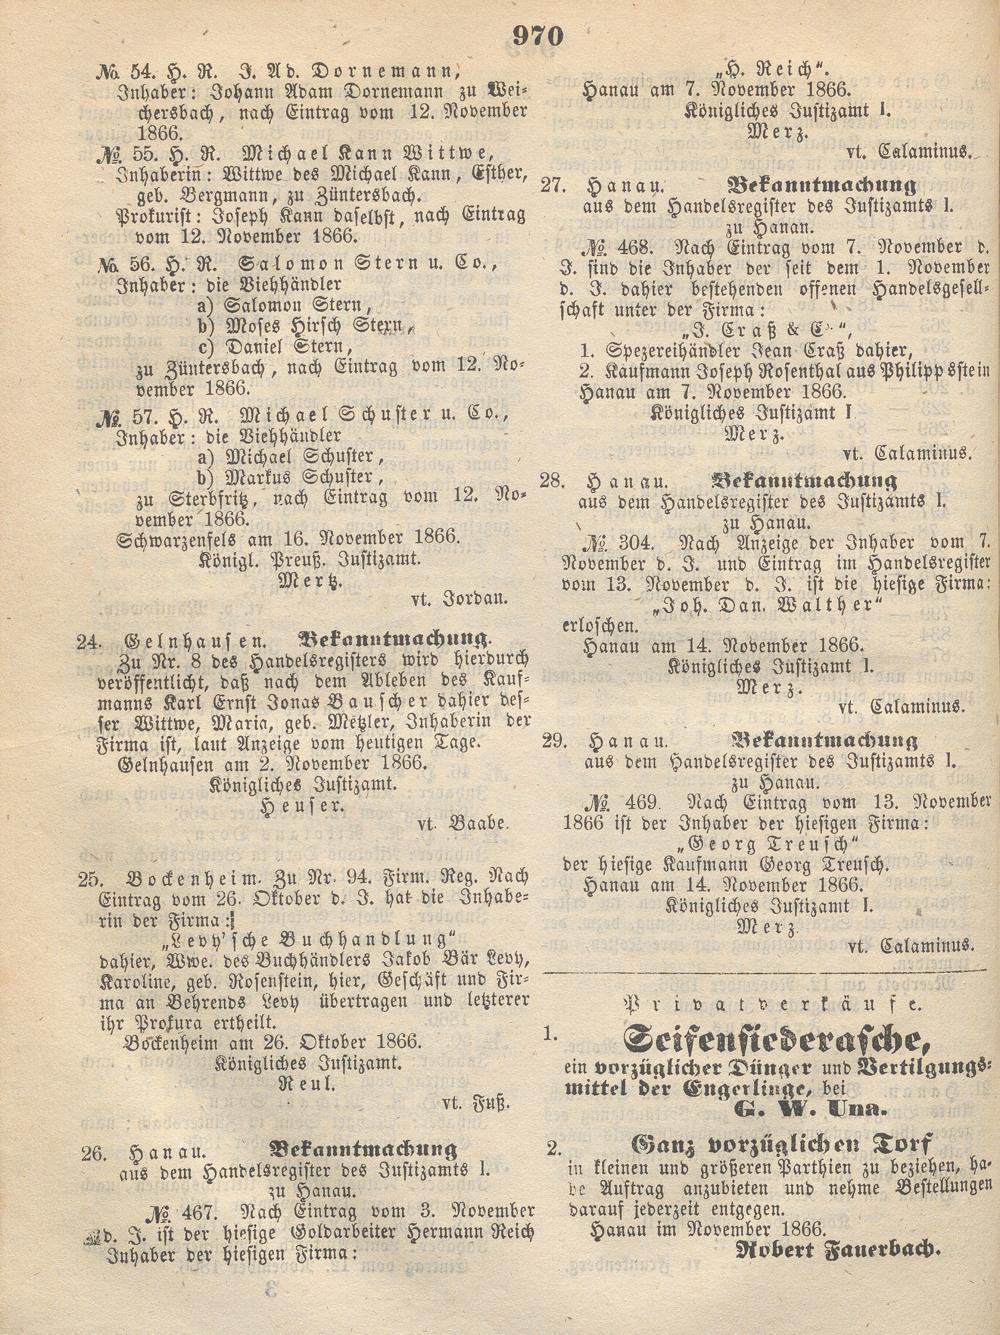 970
№ 54. H. R. J. Ad. Dornemann,
Inhaber: Johann Adam Dornemann zu Wei-
chersbach, nach Eintrag vom 12. November
1866.
№ 55. H. R. Michael Kann Wittwe,
Inhaberin: Wittwe des Michael Kann, Esther,
geb. Bergmann, zu Züntersbach.
Prokurist: Joseph Kann daselbst, nach Eintrag
vom 12. November 1866.
№ 56. H. R. Salomon Stern u. Co.,
Inhaber: die Viehhändler
a) Salomon Stern,
b) Moses Hirsch Stern,
c) Daniel Stern,
zu Züntersbach, nach Eintrag vom 12. No-
vember 1866.
№ 57. H. R. Michael Schuster u. Co.,
Inhaber: die Viehhändler
a) Michael Schuster,
b) Markus Schuster,
zu Sterbfritz, nach Eintrag vom 12. No-
vember 1866.
Schwarzenfels am 16. November 1866.
Königl. Preuß. Justizamt.
Mertz.
vt. Jordan.
24. Gelnhausen. Bekanntmachung.
Zu Nr. 8 des Handelsregisters wird hierdurch
veröffentlicht, daß nach dem Ableben des Kauf-
manns Karl Ernst Jonas Bauscher dahier des-
ser Wittwe, Maria, geb. Metzler, Inhaberin der
Firma ist, laut Anzeige vom heutigen Tage.
Gelnhausen am 2. November 1866.
Königliches Justizamt.
Heuser.
vt. Baabe.
25. Bockenheim. Zu Nr. 94. Firm. Reg. Nach
Eintrag vom 26. Oktober d. J. hat die Inhabe-
rin der Firma:
„Levy'sche Buchhandlung“
dahier, Wwe. des Buchhändlers Jakob Bär Levy,
Karoline, geb. Rosenstein, hier, Geschäft und Fir-
ma an Behrends Levy übertragen und letzterer
ihr Prokura ertheilt.
Bockenheim am 26. Oktober 1866.
Königliches Justizamt.
Neul.
vt. Fuß.
26. Hanau. Bekanntmachung
aus dem Handelsregister des Justizamts I.
zu Hanau.
№ 467. Nach Eintrag vom 3. November
d. J. ist der hiesige Goldarbeiter Hermann Reich
Inhaber der hiesigen Firma:
„H. Reich“.
Hanau am 7. November 1866.
Königliches Justizamt I.
Merz.
vt. Calaminus.
27. Hanau. Bekanntmachung
aus dem Handelsregister des Justizamts I.
zu Hanau.
№ 468. Nach Eintrag vom 7. November d.
J. sind die Inhaber der seit dem 1. November
d. J. dahier bestehenden offenen Handelsgesell-
schaft unter der Firma:
„J. Craß & C.“,
1. Spezereihändler Jean Craß dahier,
2. Kaufmann Joseph Rosenthal aus Philippsstein
Hanau am 7. November 1866.
Königliches Justizamt I
Merz.
vt. Calaminus.
28. Hanau. Bekanntmachung
aus dem Handelsregister des Justizamts I.
zu Hanau.
№ 304. Nach Anzeige der Inhaber vom 7.
November d. J. und Eintrag im Handelsregister
vom 13. November d. J. ist die hiesige Firma:
„Joh. Dan. Walther“
erloschen.
Hanau am 14. November 1866.
Königliches Justizamt I.
Merz.
vt. Calaminus.
29. Hanau. Bekanntmachung
aus dem Handelsregister des Justizamts I.
zu Hanau.
№ 469. Nach Eintrag vom 13. November
1866 ist der Inhaber der hiesigen Firma:
„Georg Treusch“
der hiesige Kaufmann Georg Treusch.
Hanau am 14. November 1866.
Königliches Justizamt I.
Merz.
vt. Calaminus.
Privatverkäufe.
1. Seifensiederasche,
ein vorzüglicher Dünger und Vertilgungs-
mittel der Engerlinge, bei
G. W. Una.
2. Ganz vorzüglichen Torf
in kleinen und größeren Parthien zu beziehen, ha-
be Auftrag anzubieten und nehme Bestellungen
darauf jederzeit entgegen.
Hanau im November 1866.
Robert Fauerbach.